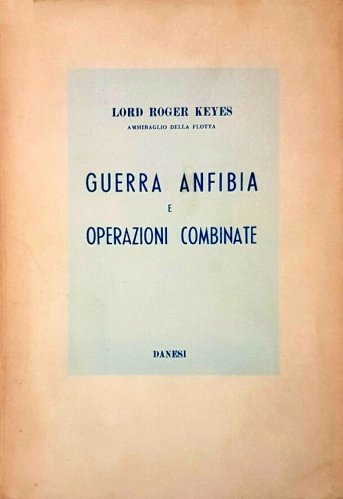 LORD ROGER KEYES
AMMIRAGLIO DELLA FLOTTA
GUERRA ANFIBIA
E
OPERAZIONI COMBINATE
DANESI